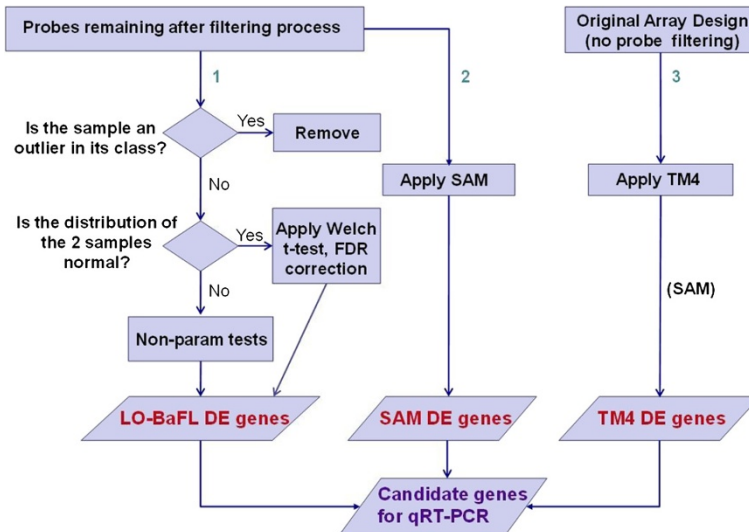 Probes remaining after filtering process
Original Array Design
(no probe filtering)
1
2
3
Is the sample an
outlier in its class?
Yes
Remove
No
Apply SAM
Apply TM4
Is the distribution of
the 2 samples
normal?
Yes
Apply Welch
t-test, FDR
correction
No
(SAM)
Non-param tests
LO-BaFL DE genes
SAM DE genes
TM4 DE genes
Candidate genes
for qRT-PCR